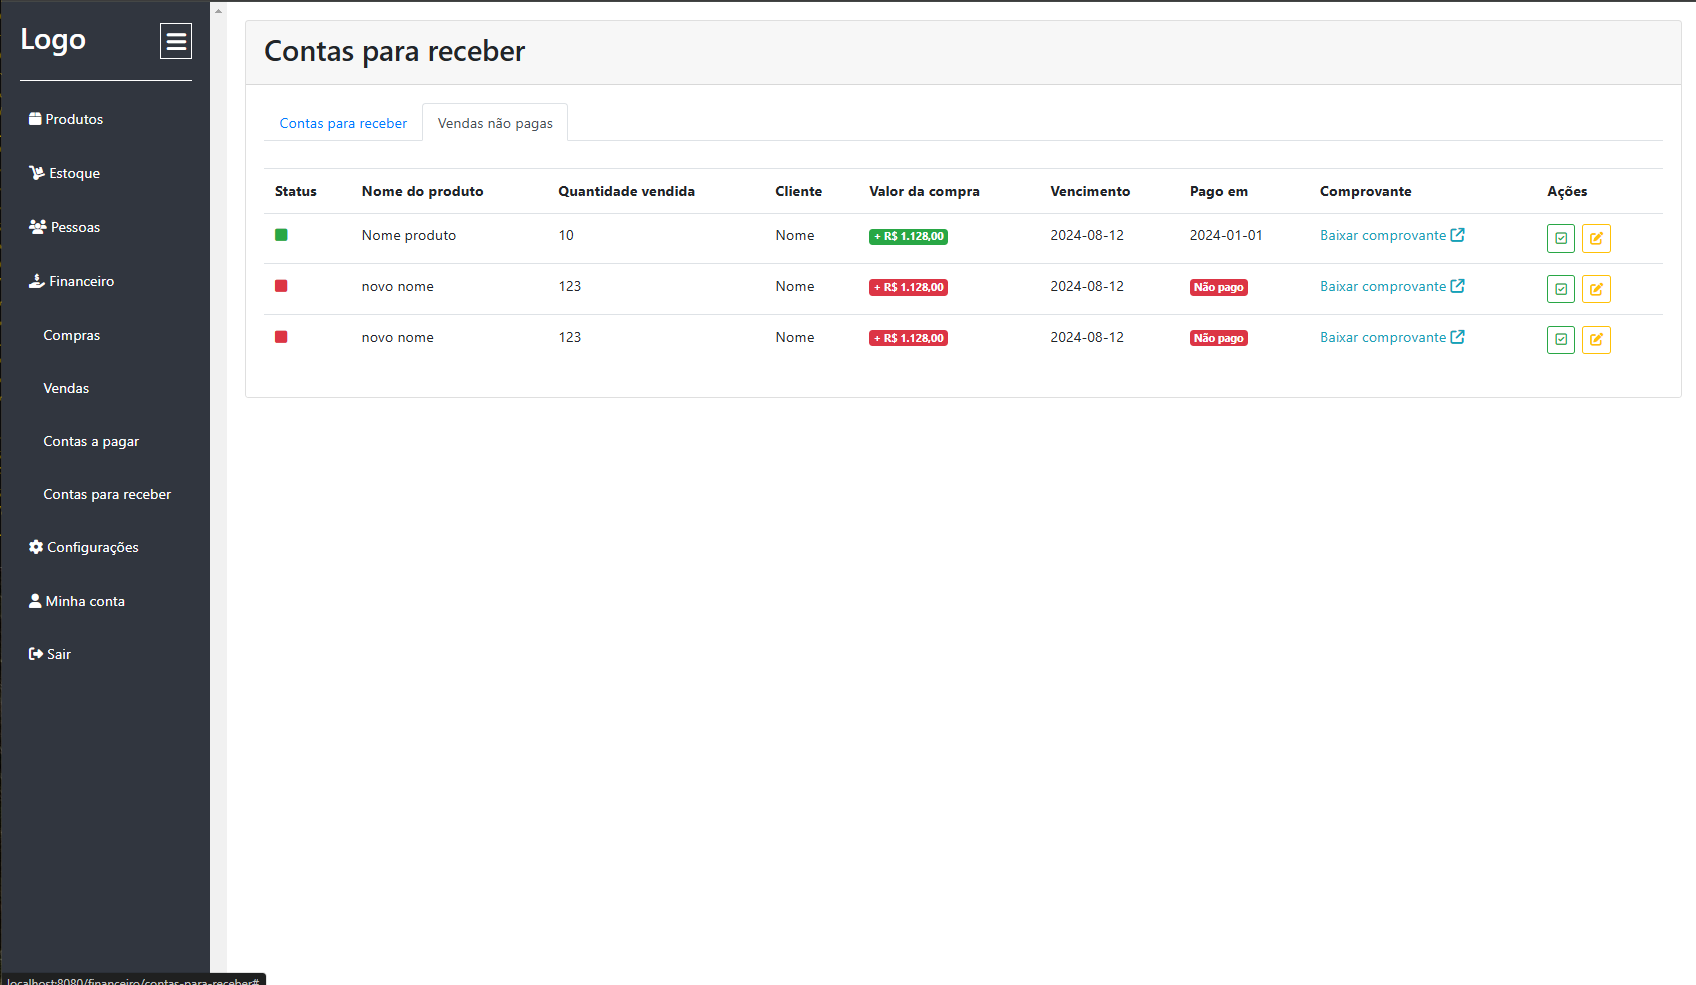 Logo
Produtos
Estoque
Pessoas
Financeiro
Compras
Vendas
Contas a pagar
Contas para receber
Configurações
Minha conta
Sair
Contas para receber
Contas para receber Vendas não pagas
Status Nome do produto Quantidade vendida Cliente Valor da compra Vencimento Pago em Comprovante Ações
Nome produto 10 Nome + R$ 1.128,00 2024-08-12 2024-01-01 Baixar comprovante
novo nome 123 Nome + R$ 1.128,00 2024-08-12 Não pago Baixar comprovante
novo nome 123 Nome + R$ 1.128,00 2024-08-12 Não pago Baixar comprovante
localhost:8080/financeiro/contas-para-receber#